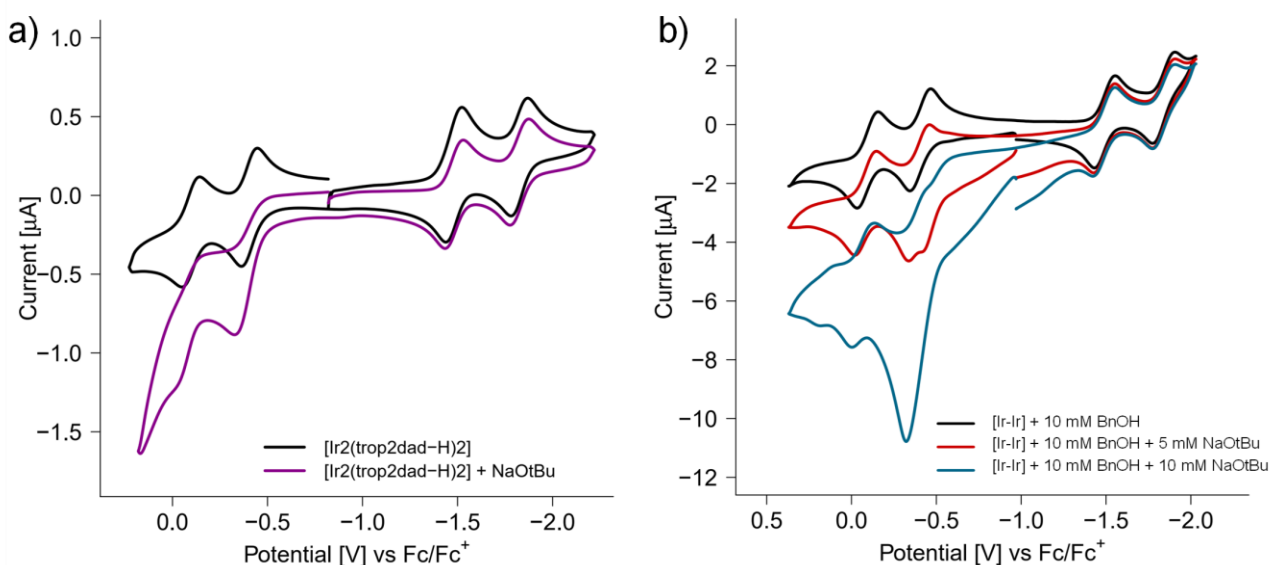 a)
1.0
0.5
0.0
−0.5
−1.0
−1.5
Current [µA]
[Ir2(trop2dad−H)2]
[Ir2(trop2dad−H)2] + NaOtBu
0.0 −0.5 −1.0 −1.5 −2.0
Potential [V] vs Fc/Fc⁺
b)
2
0
−2
−4
−6
−8
−10
−12
Current [µA]
[Ir-Ir] + 10 mM BnOH
[Ir-Ir] + 10 mM BnOH + 5 mM NaOtBu
[Ir-Ir] + 10 mM BnOH + 10 mM NaOtBu
0.5 0.0 −0.5 −1.0 −1.5 −2.0
Potential [V] vs Fc/Fc⁺